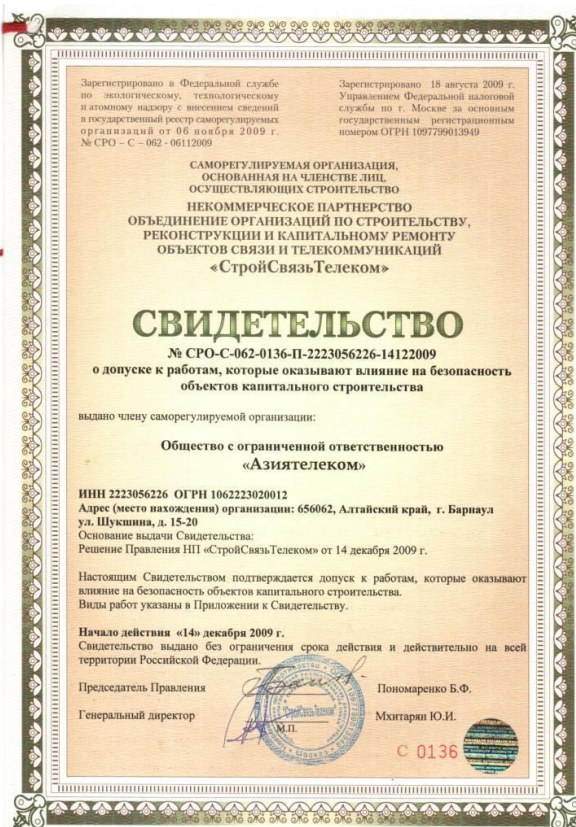 Зарегистрировано в Федеральной службе
по экологическому, технологическому
и атомному надзору с внесением сведений
в государственный реестр саморегулируемых
организаций от 06 ноября 2009 г.
№ СРО – С – 062 - 06112009
Зарегистрировано 18 августа 2009 г.
Управлением Федеральной налоговой
службы по г. Москве за основным
государственным регистрационным
номером ОГРН 1097799013949
САМОРЕГУЛИРУЕМАЯ ОРГАНИЗАЦИЯ,
ОСНОВАННАЯ НА ЧЛЕНСТВЕ ЛИЦ,
ОСУЩЕСТВЛЯЮЩИХ СТРОИТЕЛЬСТВО
НЕКОММЕРЧЕСКОЕ ПАРТНЕРСТВО
ОБЪЕДИНЕНИЕ ОРГАНИЗАЦИЙ ПО СТРОИТЕЛЬСТВУ,
РЕКОНСТРУКЦИИ И КАПИТАЛЬНОМУ РЕМОНТУ
ОБЪЕКТОВ СВЯЗИ И ТЕЛЕКОММУНИКАЦИЙ
«СтройСвязьТелеком»
СВИДЕТЕЛЬСТВО
№ СРО-С-062-0136-П-2223056226-14122009
о допуске к работам, которые оказывают влияние на безопасность
объектов капитального строительства
выдано члену саморегулируемой организации:
Общество с ограниченной ответственностью
«Азиятелеком»
ИНН 2223056226 ОГРН 1062223020012
Адрес (место нахождения) организации: 656062, Алтайский край, г. Барнаул
ул. Шукшина, д. 15-20
Основание выдачи Свидетельства:
Решение Правления НП «СтройСвязьТелеком» от 14 декабря 2009 г.
Настоящим Свидетельством подтверждается допуск к работам, которые оказывают
влияние на безопасность объектов капитального строительства.
Виды работ указаны в Приложении к Свидетельству.
Начало действия «14» декабря 2009 г.
Свидетельство выдано без ограничения срока действия и действительно на всей
территории Российской Федерации.
Председатель Правления Пономаренко Б.Ф.
Генеральный директор Мхитарян Ю.И.
"СтройСвязьТелеком"
М.П.
С 0136